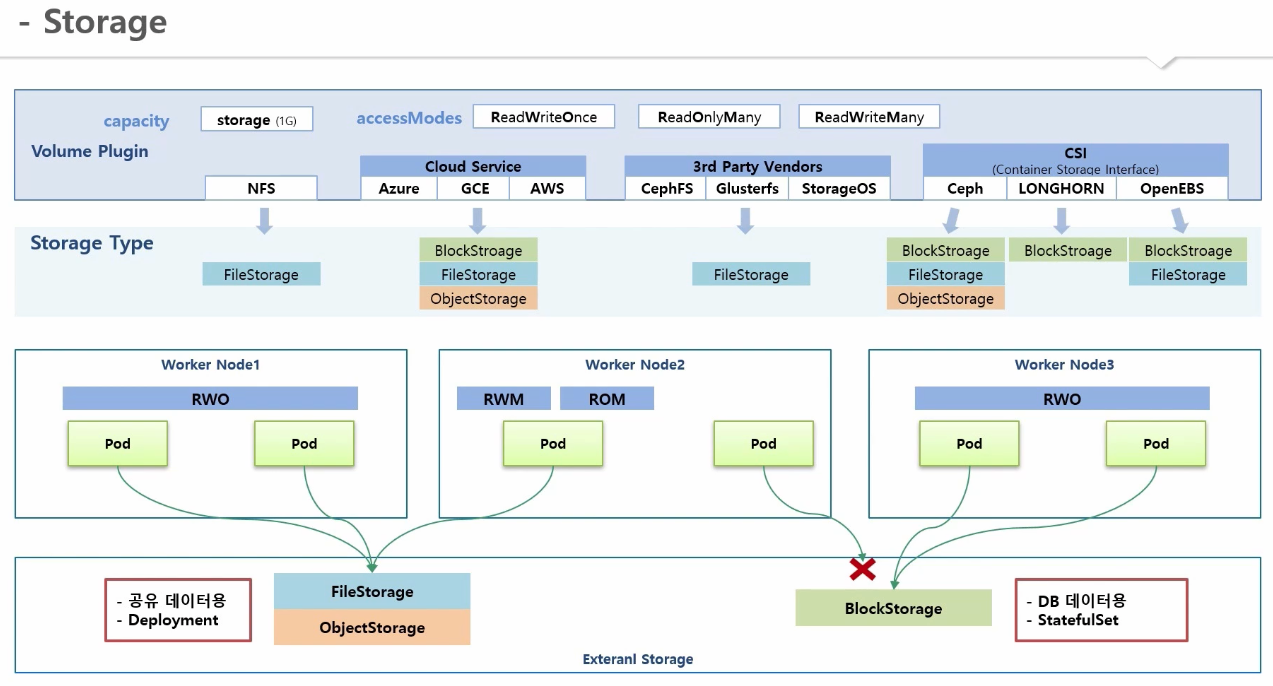 - Storage
capacity
storage (1G)
accessModes
ReadWriteOnce
ReadOnlyMany
ReadWriteMany
Volume Plugin
NFS
Cloud Service
Azure
GCE
AWS
3rd Party Vendors
CephFS
Glusterfs
StorageOS
CSI
(Container Storage Interface)
Ceph
LONGHORN
OpenEBS
Storage Type
FileStorage
BlockStroage
FileStorage
ObjectStorage
FileStorage
BlockStroage
FileStorage
ObjectStorage
BlockStroage
BlockStroage
FileStorage
Worker Node1
RWO
Pod
Pod
Worker Node2
RWM
ROM
Pod
Pod
Worker Node3
RWO
Pod
Pod
- 공유 데이터용
- Deployment
FileStorage
ObjectStorage
BlockStorage
- DB 데이터용
- StatefulSet
Exteranl Storage